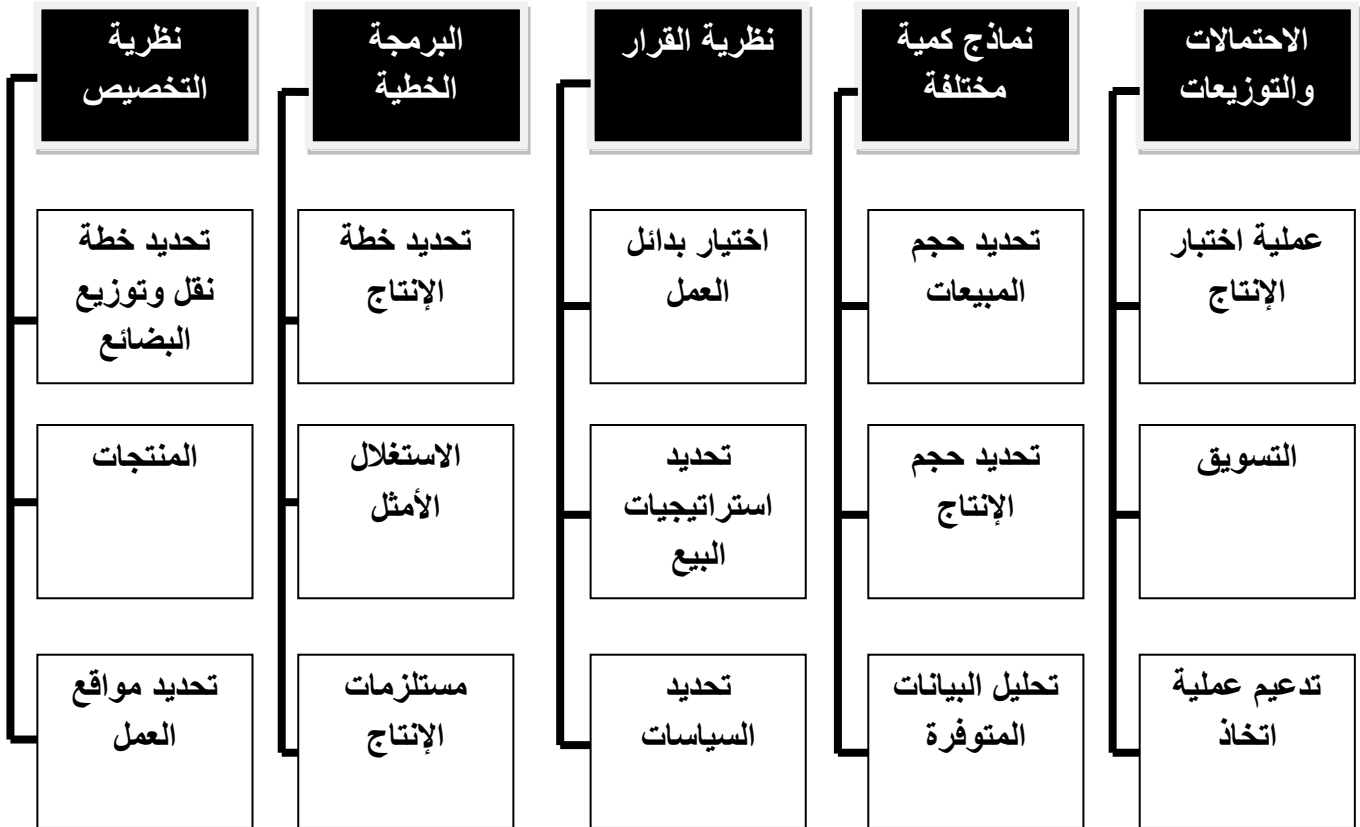 الاحتمالات
والتوزيعات
عملية اختبار
الإنتاج
التسويق
تدعيم عملية
اتخاذ
نماذج كمية
مختلفة
تحديد حجم
المبيعات
تحديد حجم
الإنتاج
تحليل البيانات
المتوفرة
نظرية القرار
اختيار بدائل
العمل
تحديد
استراتيجيات
البيع
تحديد
السياسات
البرمجة
الخطية
تحديد خطة
الإنتاج
الاستغلال
الأمثل
مستلزمات
الإنتاج
نظرية
التخصيص
تحديد خطة
نقل وتوزيع
البضائع
المنتجات
تحديد مواقع
العمل